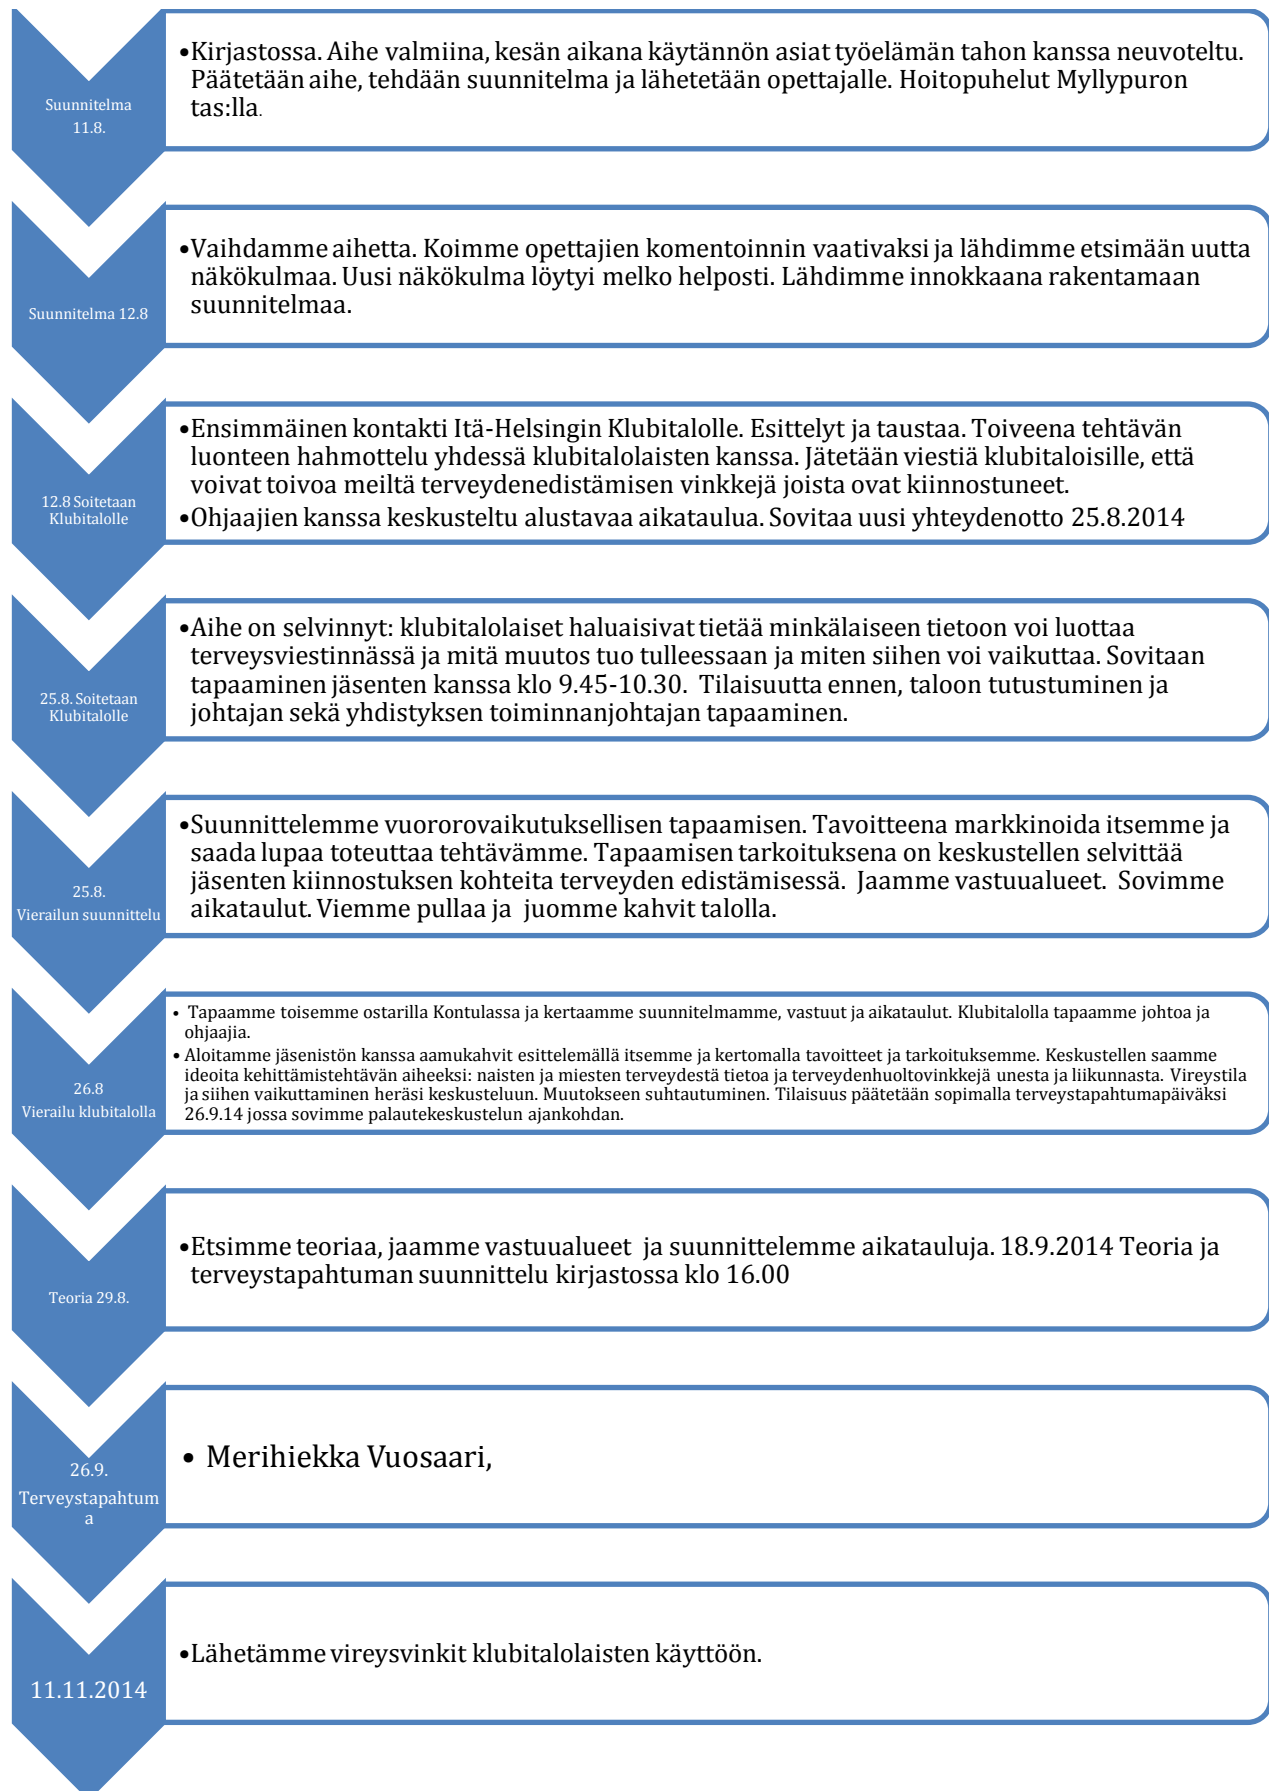 Suunnitelma
11.8.
•Kirjastossa. Aihe valmiina, kesän aikana käytännön asiat työelämän tahon kanssa neuvoteltu.
Päätetään aihe, tehdään suunnitelma ja lähetetään opettajalle. Hoitopuhelut Myllypuron
tas:lla.
Suunnitelma 12.8
•Vaihdamme aihetta. Koimme opettajien komentoinnin vaativaksi ja lähdimme etsimään uutta
näkökulmaa. Uusi näkökulma löytyi melko helposti. Lähdimme innokkaana rakentamaan
suunnitelmaa.
12.8 Soitetaan
Klubitalolle
•Ensimmäinen kontakti Itä-Helsingin Klubitalolle. Esittelyt ja taustaa. Toiveena tehtävän
luonteen hahmottelu yhdessä klubitalolaisten kanssa. Jätetään viestiä klubitaloisille, että
voivat toivoa meiltä terveydenedistämisen vinkkejä joista ovat kiinnostuneet.
•Ohjaajien kanssa keskusteltu alustavaa aikataulua. Sovitaa uusi yhteydenotto 25.8.2014
25.8. Soitetaan
Klubitalolle
•Aihe on selvinnyt: klubitalolaiset haluaisivat tietää minkälaiseen tietoon voi luottaa
terveysviestinnässä ja mitä muutos tuo tulleessaan ja miten siihen voi vaikuttaa. Sovitaan
tapaaminen jäsenten kanssa klo 9.45-10.30. Tilaisuutta ennen, taloon tutustuminen ja
johtajan sekä yhdistyksen toiminnanjohtajan tapaaminen.
25.8.
Vierailun suunnittelu
•Suunnittelemme vuororovaikutuksellisen tapaamisen. Tavoitteena markkinoida itsemme ja
saada lupaa toteuttaa tehtävämme. Tapaamisen tarkoituksena on keskustellen selvittää
jäsenten kiinnostuksen kohteita terveyden edistämisessä. Jaamme vastuualueet. Sovimme
aikataulut. Viemme pullaa ja juomme kahvit talolla.
26.8
Vierailu klubitalolla
• Tapaamme toisemme ostarilla Kontulassa ja kertaamme suunnitelmamme, vastuut ja aikataulut. Klubitalolla tapaamme johtoa ja
ohjaajia.
• Aloitamme jäsenistön kanssa aamukahvit esittelemällä itsemme ja kertomalla tavoitteet ja tarkoituksemme. Keskustellen saamme
ideoita kehittämistehtävän aiheeksi: naisten ja miesten terveydestä tietoa ja terveydenhuoltovinkkejä unesta ja liikunnasta. Vireystila
ja siihen vaikuttaminen heräsi keskusteluun. Muutokseen suhtautuminen. Tilaisuus päätetään sopimalla terveystapahtumapäiväksi
26.9.14 jossa sovimme palautekeskustelun ajankohdan.
Teoria 29.8.
•Etsimme teoriaa, jaamme vastuualueet ja suunnittelemme aikatauluja. 18.9.2014 Teoria ja
terveystapahtuman suunnittelu kirjastossa klo 16.00
26.9.
Terveystapahtum
a
• Merihiekka Vuosaari,
11.11.2014
•Lähetämme vireysvinkit klubitalolaisten käyttöön.